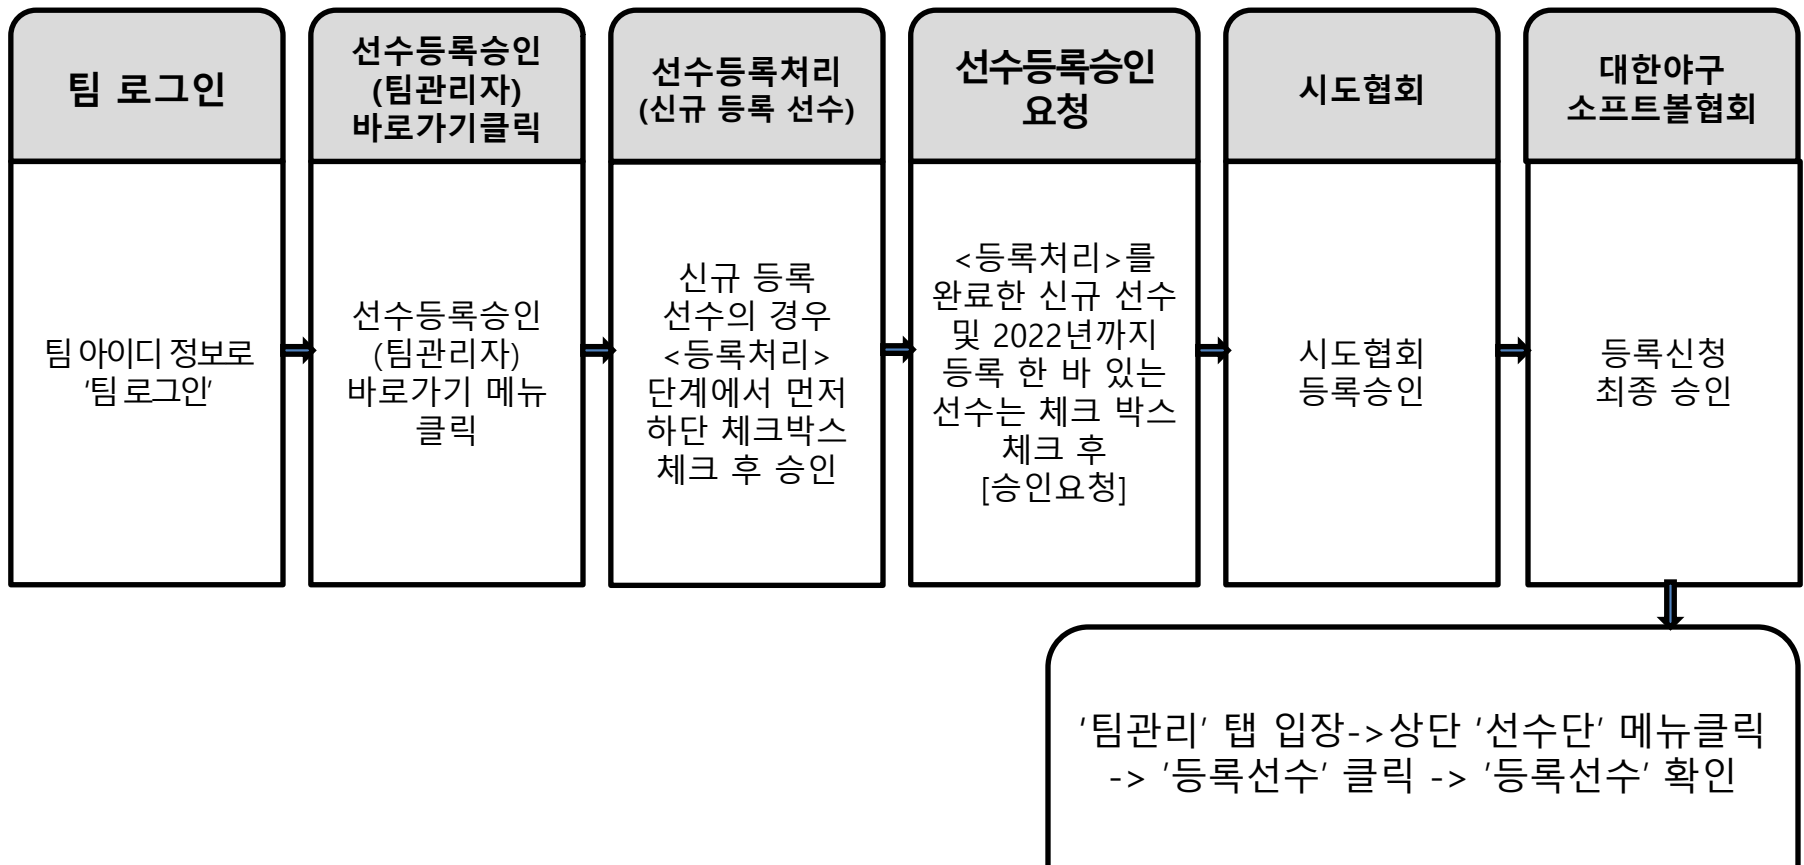 팀 로그인
선수등록승인
(팀관리자)
바로가기클릭
선수등록처리
(신규 등록 선수)
선수등록승인
요청
시도협회
대한야구
소프트볼협회
팀 아이디 정보로
'팀 로그인'
선수등록승인
(팀관리자)
바로가기 메뉴
클릭
신규 등록
선수의 경우
<등록처리>
단계에서 먼저
하단 체크박스
체크 후 승인
<등록처리>를
완료한 신규 선수
및 2022년까지
등록 한 바 있는
선수는 체크 박스
체크 후
[승인요청]
시도협회
등록승인
등록신청
최종 승인
'팀관리' 탭 입장->상단 '선수단' 메뉴클릭
-> '등록선수' 클릭 -> '등록선수' 확인